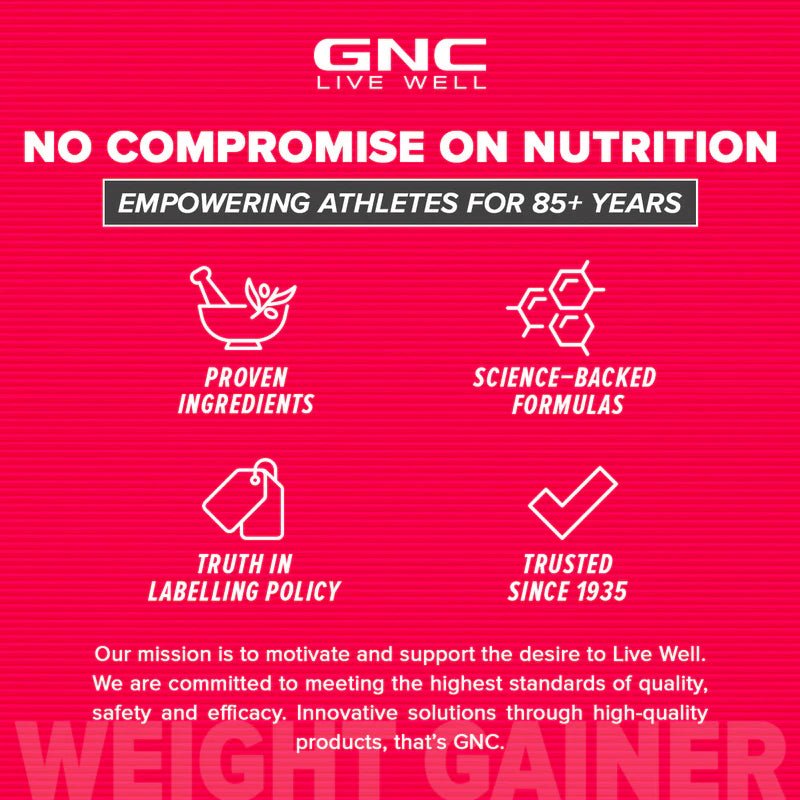 GNC
LIVE WELL
NO COMPROMISE ON NUTRITION
EMPOWERING ATHLETES FOR 85+ YEARS
PROVEN
INGREDIENTS
SCIENCE-BACKED
FORMULAS
TRUTH IN
LABELLING POLICY
TRUSTED
SINCE 1935
Our mission is to motivate and support the desire to Live Well.
We are committed to meeting the highest standards of quality,
safety and efficacy. Innovative solutions through high-quality
products, that's GNC.
WEIGHT GAINER